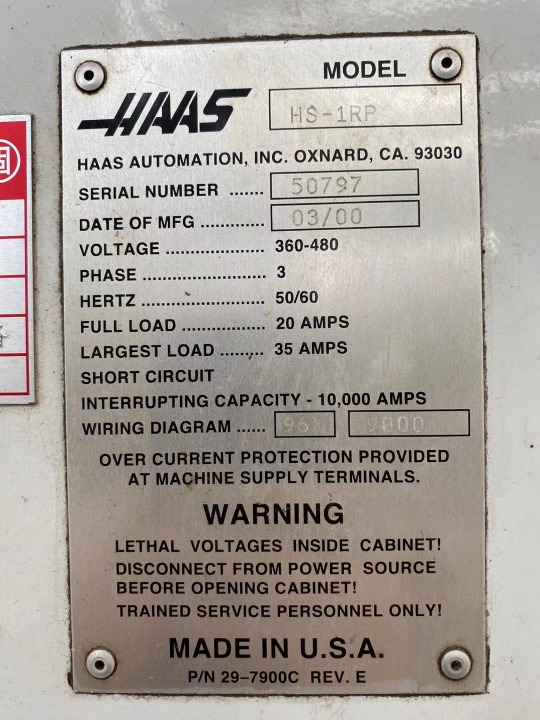 MODEL
HAAS
HS-1RP
HAAS AUTOMATION, INC. OXNARD, CA. 93030
SERIAL NUMBER ...... 50797
DATE OF MFG ............. 03/00
VOLTAGE .................... 360-480
PHASE ......................... 3
HERTZ ......................... 50/60
FULL LOAD ................. 20 AMPS
LARGEST LOAD ......... 35 AMPS
SHORT CIRCUIT
INTERRUPTING CAPACITY - 10,000 AMPS
WIRING DIAGRAM ...... 9000
OVER CURRENT PROTECTION PROVIDED
AT MACHINE SUPPLY TERMINALS.
WARNING
LETHAL VOLTAGES INSIDE CABINET!
DISCONNECT FROM POWER SOURCE
BEFORE OPENING CABINET!
TRAINED SERVICE PERSONNEL ONLY!
MADE IN U.S.A.
P/N 29-7900C REV. E